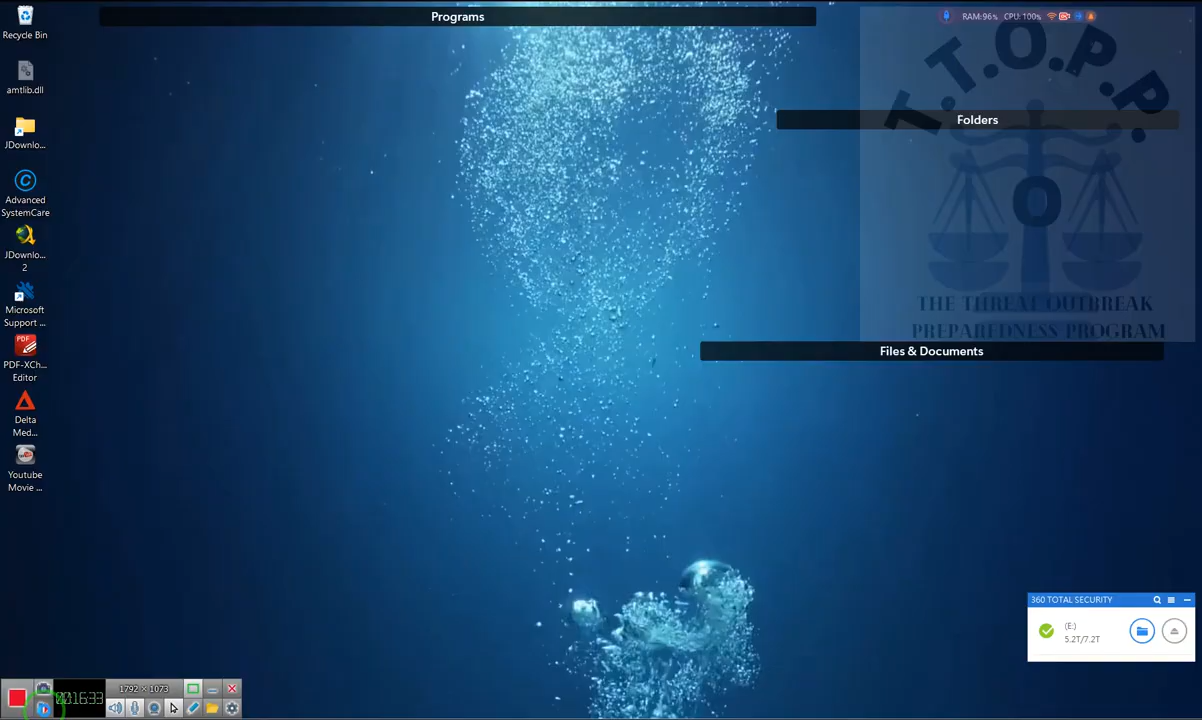 Programs
RAM:96% CPU:100%
Recycle Bin
amtlib.dll
JDownlo...
Advanced
SystemCare
JDownlo...
2
Microsoft
Support ...
PDF
PDF-XCh...
Editor
Delta
Med...
Youtube
Movie ...
T.T.O.P.P.
O
Folders
THE THREAT OUTBREAK
PREPAREDNESS PROGRAM
Files & Documents
360 TOTAL SECURITY
(E:)
5.2T/7.2T
1792 × 1073